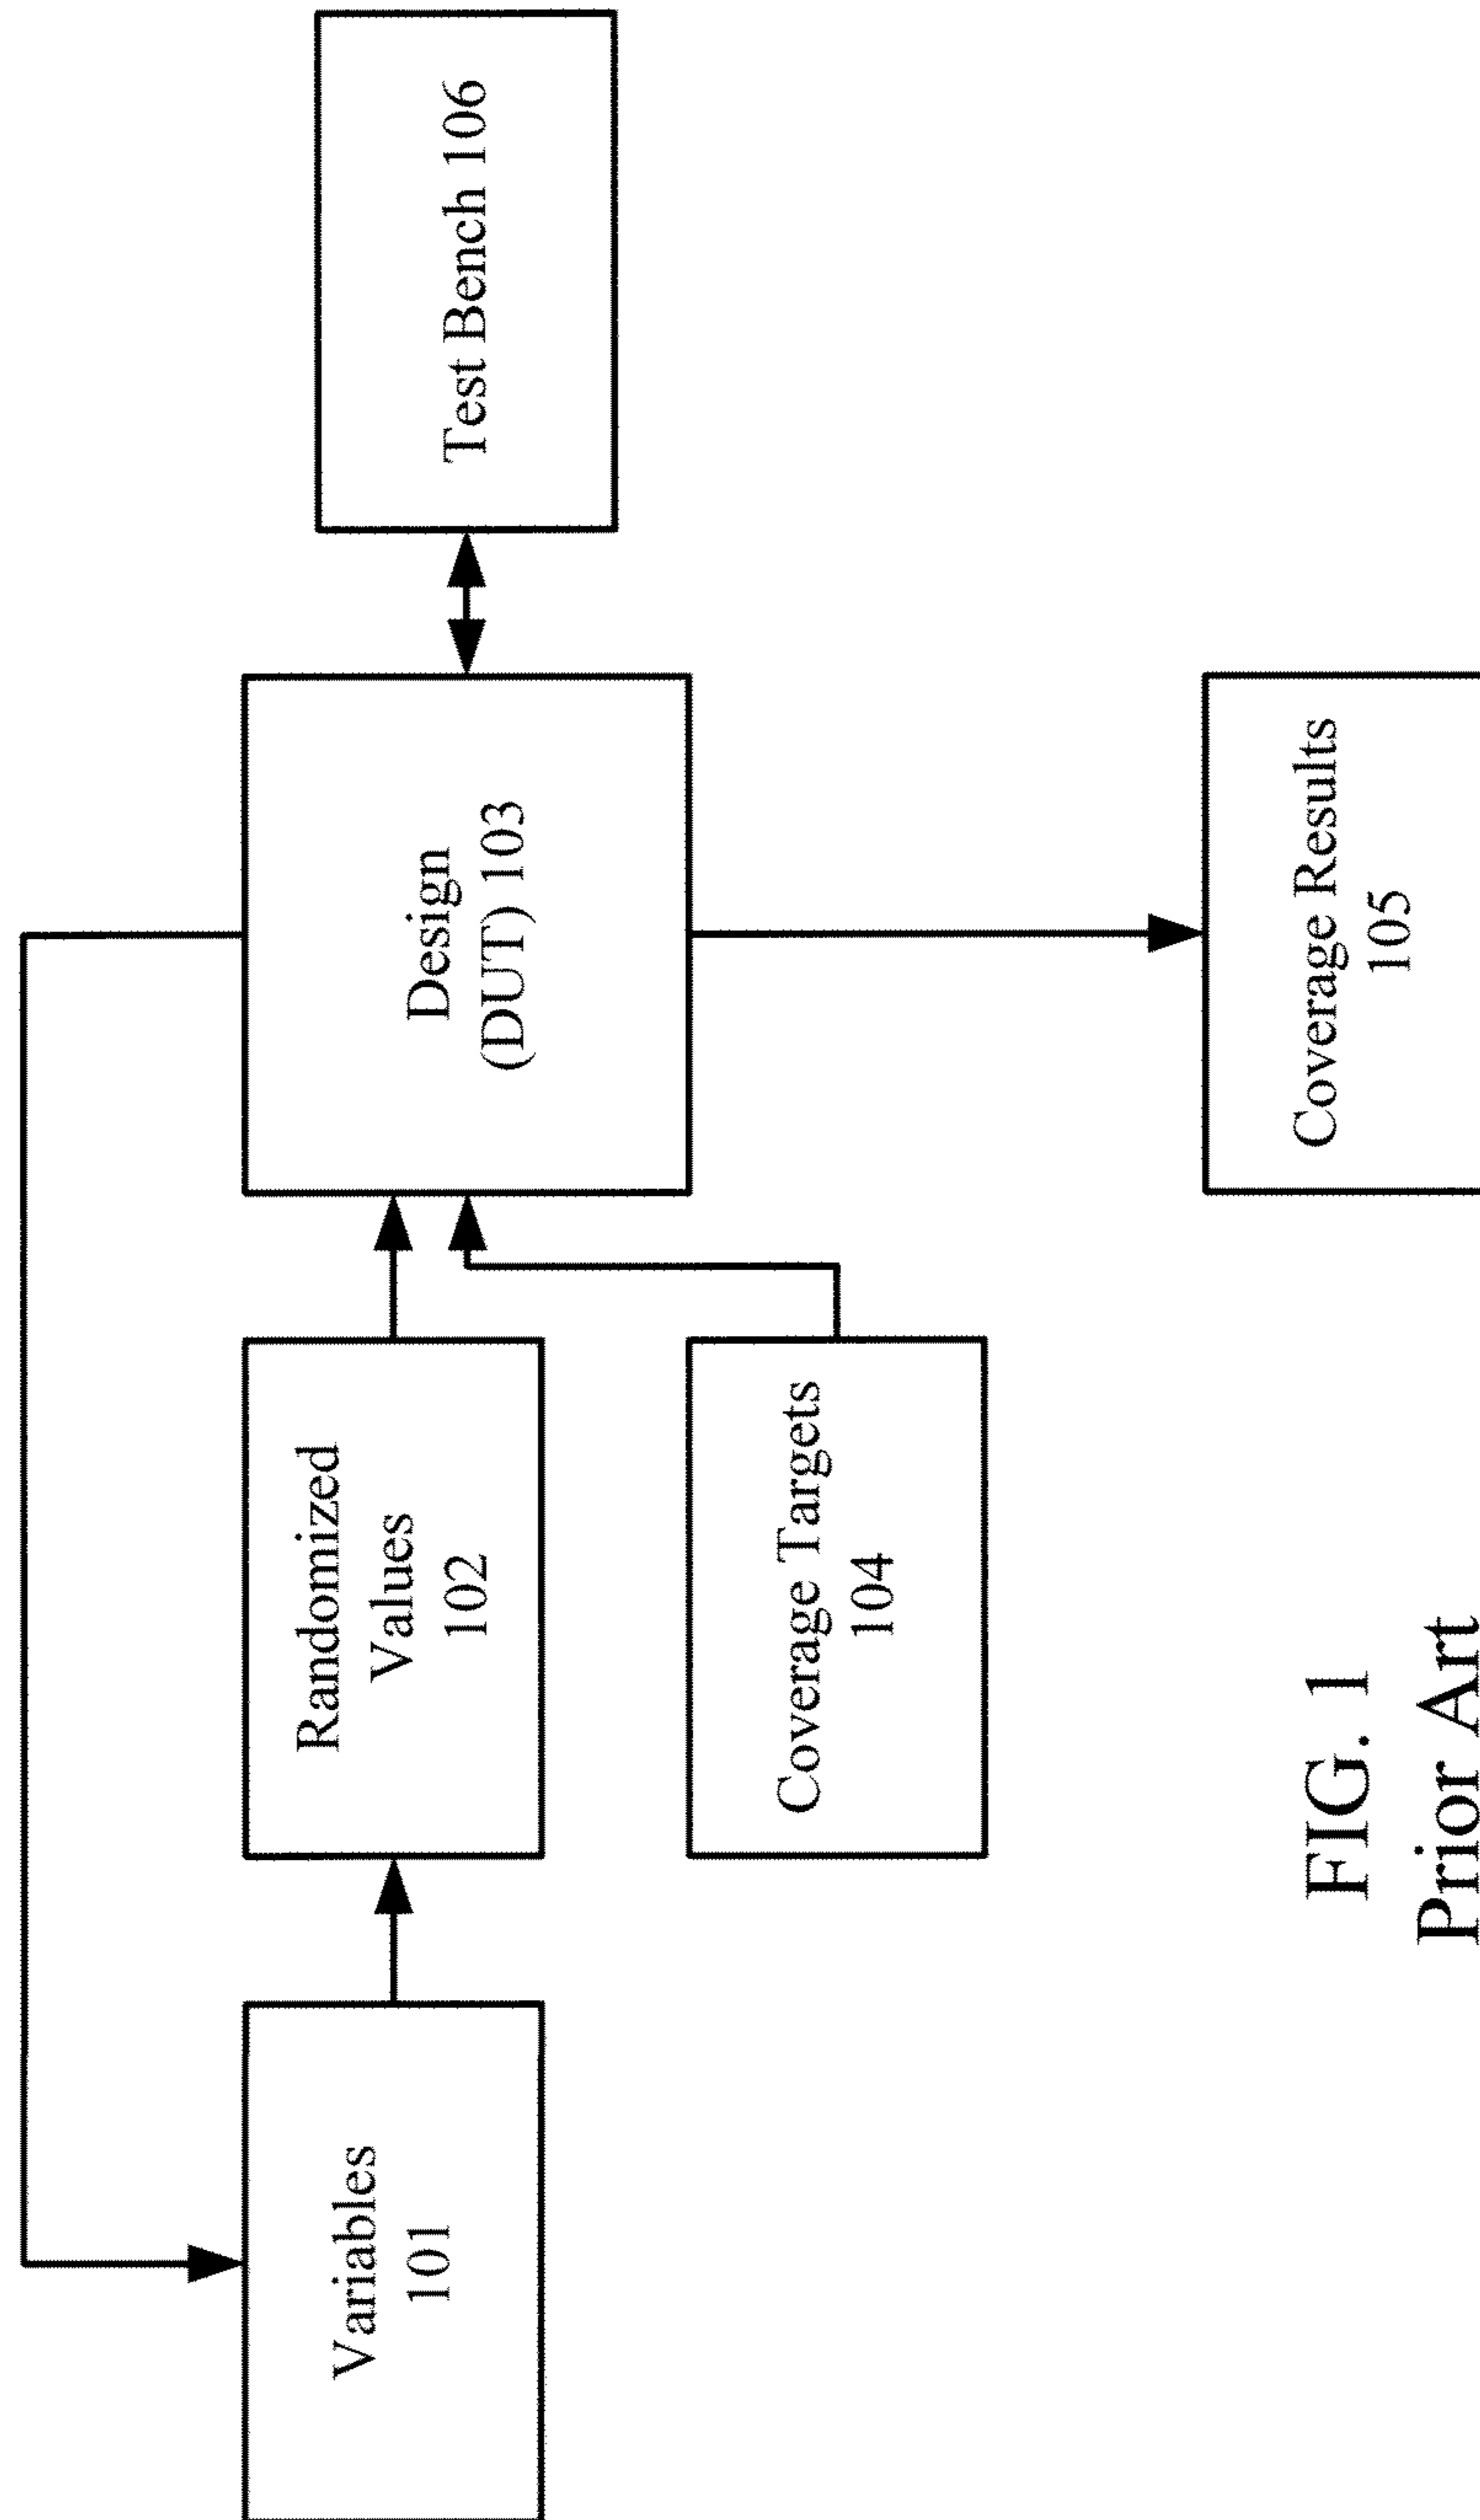 Variables
101
Randomized
Values
102
Design
(DUT) 103
Test Bench 106
Coverage Targets
104
Coverage Results
105
FIG. 1
Prior Art